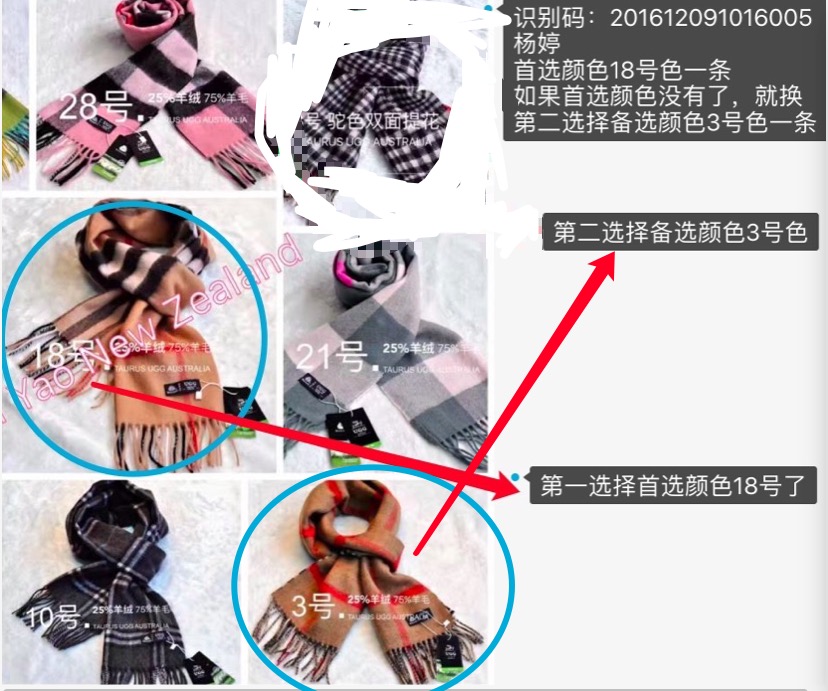 识别码：201612091016005
杨婷
首选颜色18号色一条
如果首选颜色没有了，就换
第二选择备选颜色3号色一条
28号.
25%羊绒 75%羊毛
TAURUS UGG AUSTRALIA
号 驼色双面提花
TAURUS UGG AUSTRALIA
第二选择备选颜色3号色
Yao New Zealand
18号.
25%羊绒 75%羊毛
TAURUS UGG AUSTRALIA
21号.
25%羊绒 75%羊毛
TAURUS UGG AUSTRALIA
第一选择首选颜色18号了
10号.
25%羊绒 75%羊毛
TAURUS UGG AUSTRALIA
3号.
25%羊绒 75%羊毛
TAURUS UGG AUSTRALIA